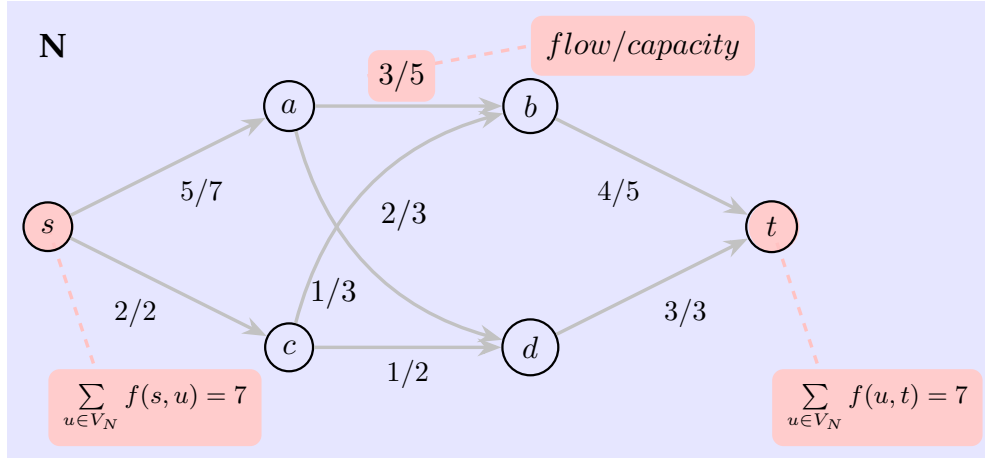 N
flow/capacity
3/5
a
b
5/7
2/3
4/5
s
t
1/3
2/2
3/3
c
d
1/2
∑ f(s, u) = 7
u∈V_N
∑ f(u, t) = 7
u∈V_N